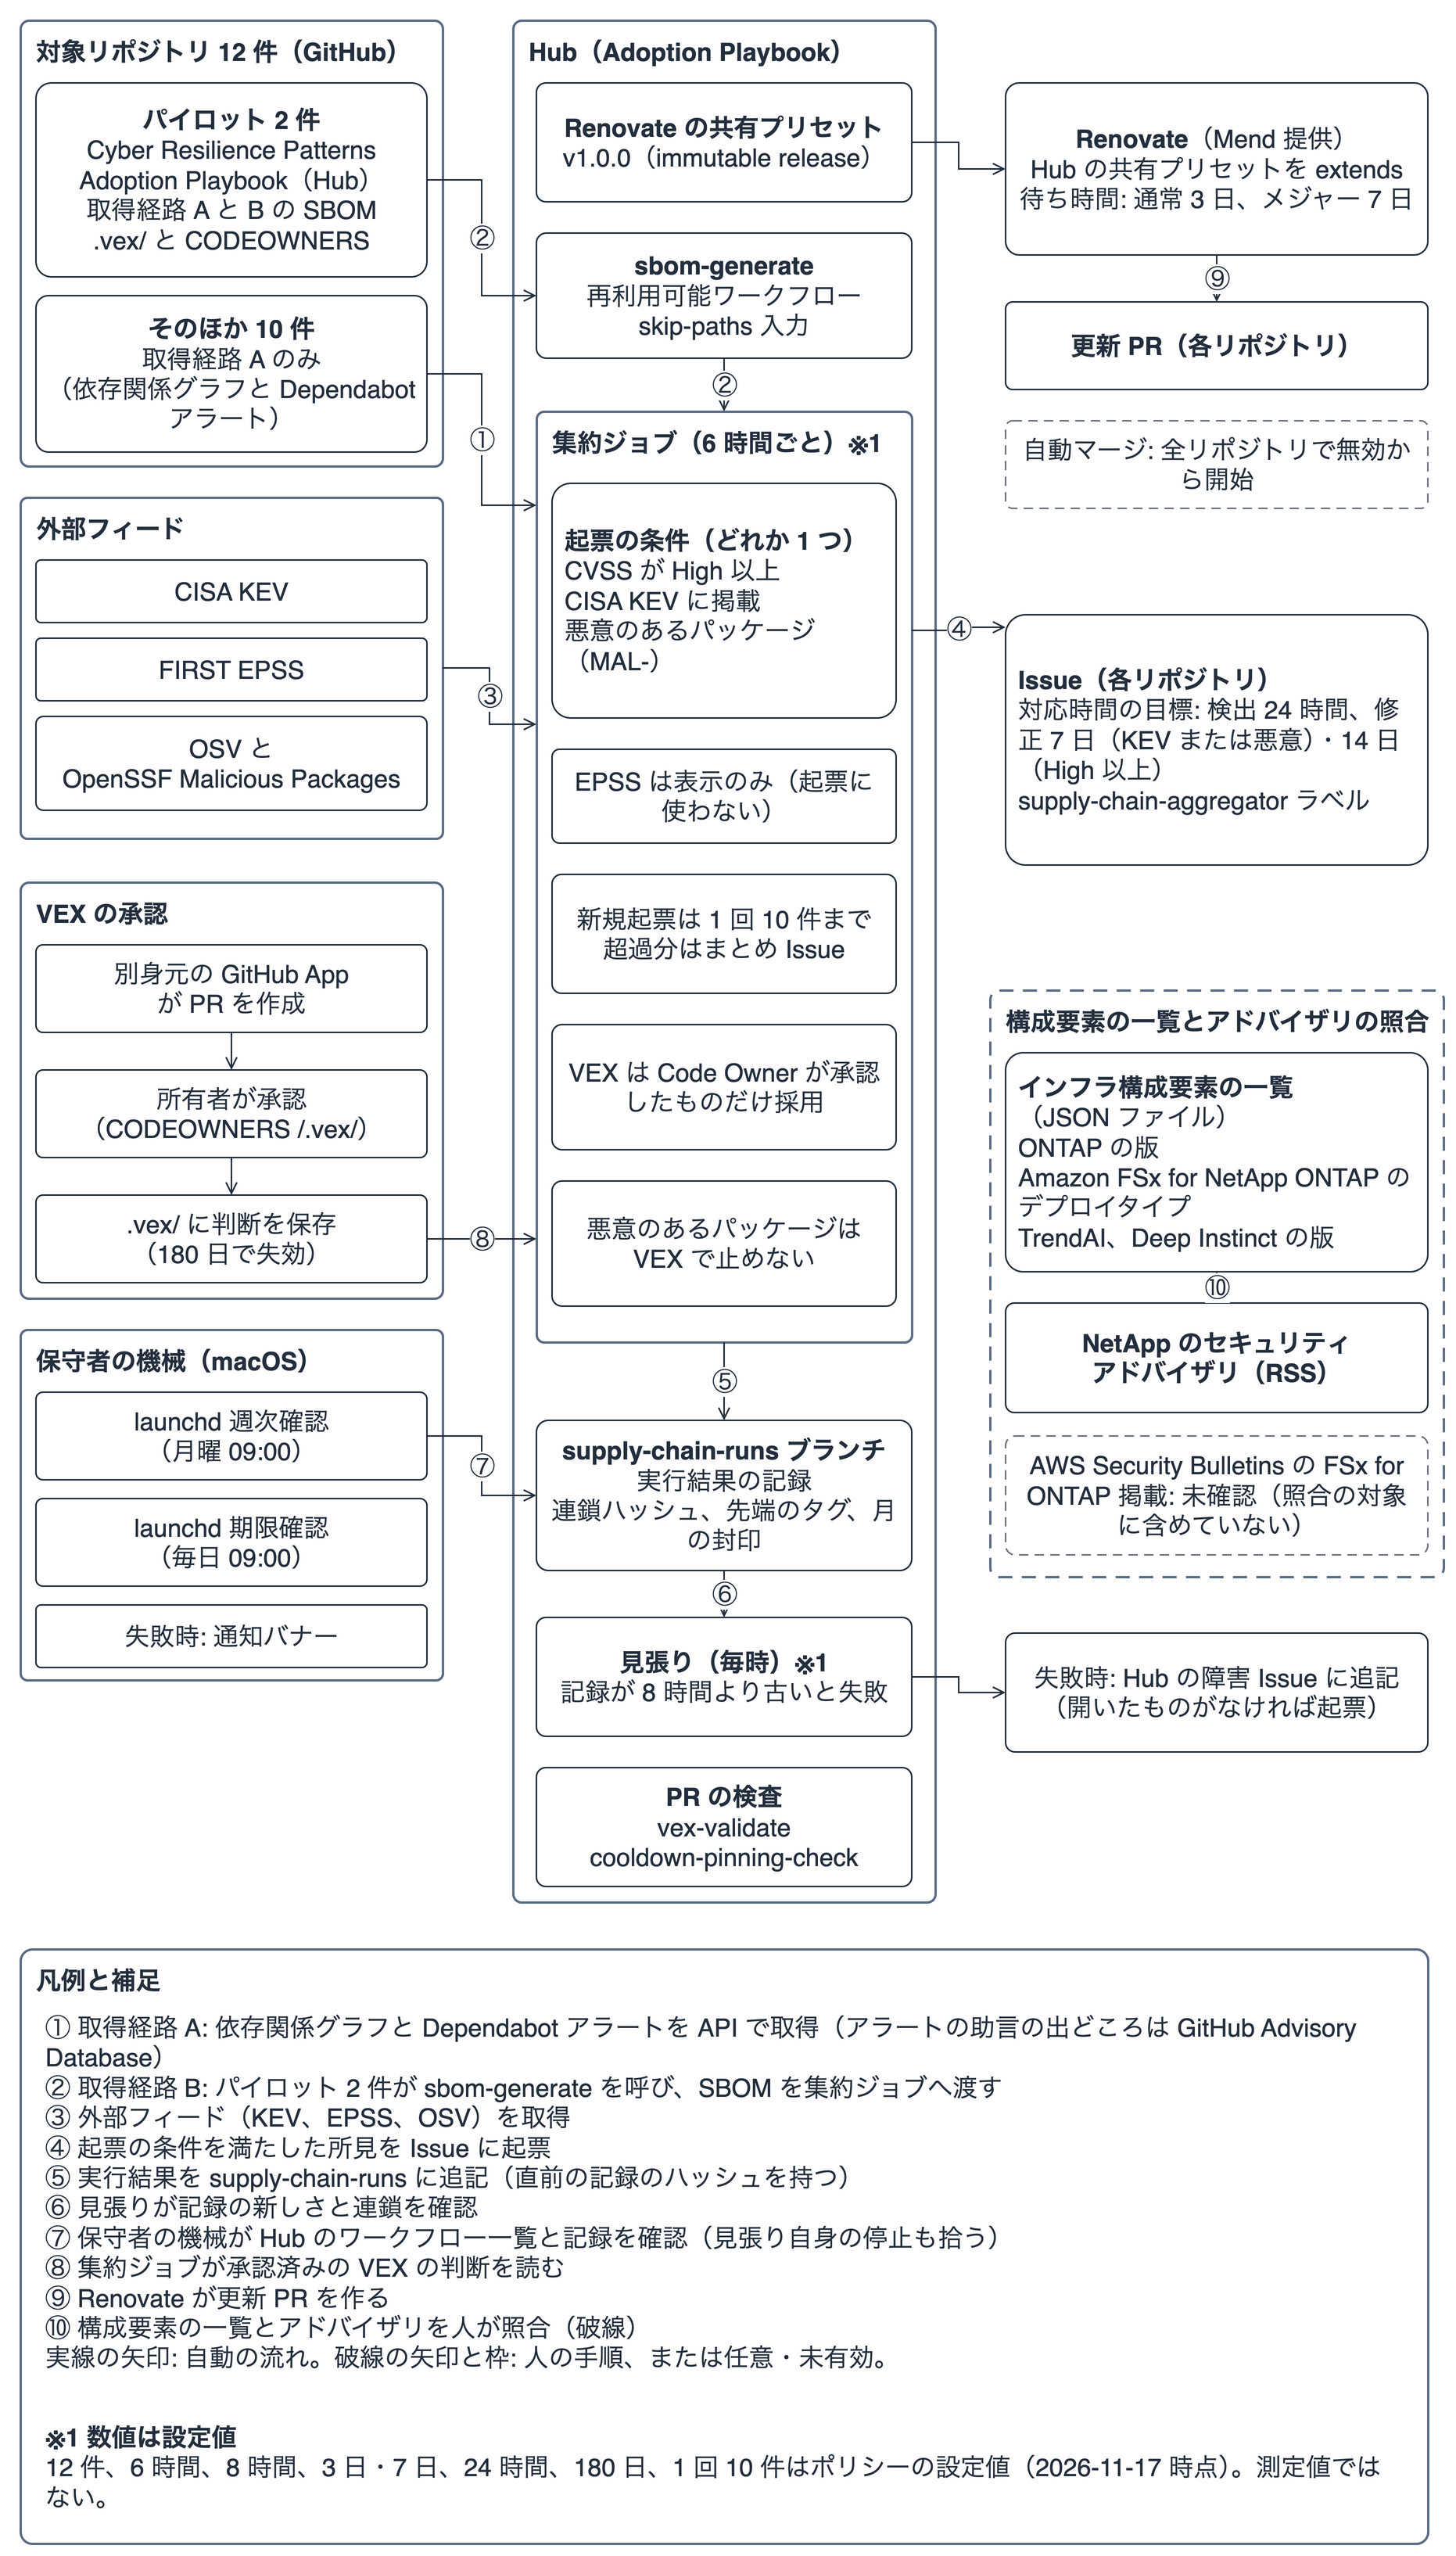 対象リポジトリ 12 件（GitHub）
パイロット 2 件
Cyber Resilience Patterns
Adoption Playbook（Hub）
取得経路 A と B の SBOM
.vex/ と CODEOWNERS
そのほか 10 件
取得経路 A のみ
（依存関係グラフと Dependabot
アラート）
外部フィード
CISA KEV
FIRST EPSS
OSV と
OpenSSF Malicious Packages
VEX の承認
別身元の GitHub App
が PR を作成
所有者が承認
（CODEOWNERS /.vex/）
.vex/ に判断を保存
（180 日で失効）
保守者の機械（macOS）
launchd 週次確認
（月曜 09:00）
launchd 期限確認
（毎日 09:00）
失敗時: 通知バナー
②
①
③
⑧
⑦
Hub（Adoption Playbook）
Renovate の共有プリセット
v1.0.0（immutable release）
sbom-generate
再利用可能ワークフロー
skip-paths 入力
②
集約ジョブ（6 時間ごと）※1
起票の条件（どれか 1 つ）
CVSS が High 以上
CISA KEV に掲載
悪意のあるパッケージ
（MAL-）
EPSS は表示のみ（起票に
使わない）
新規起票は 1 回 10 件まで
超過分はまとめ Issue
VEX は Code Owner が承認
したものだけ採用
悪意のあるパッケージは
VEX で止めない
⑤
supply-chain-runs ブランチ
実行結果の記録
連鎖ハッシュ、先端のタグ、月
の封印
⑥
見張り（毎時）※1
記録が 8 時間より古いと失敗
PR の検査
vex-validate
cooldown-pinning-check
④
Renovate（Mend 提供）
Hub の共有プリセットを extends
待ち時間: 通常 3 日、メジャー 7 日
⑨
更新 PR（各リポジトリ）
自動マージ: 全リポジトリで無効か
ら開始
Issue（各リポジトリ）
対応時間の目標: 検出 24 時間、修
正 7 日（KEV または悪意）・14 日
（High 以上）
supply-chain-aggregator ラベル
構成要素の一覧とアドバイザリの照合
インフラ構成要素の一覧
（JSON ファイル）
ONTAP の版
Amazon FSx for NetApp ONTAP の
デプロイタイプ
TrendAI、Deep Instinct の版
⑩
NetApp のセキュリティ
アドバイザリ（RSS）
AWS Security Bulletins の FSx for
ONTAP 掲載: 未確認（照合の対象
に含めていない）
失敗時: Hub の障害 Issue に追記
（開いたものがなければ起票）
凡例と補足
① 取得経路 A: 依存関係グラフと Dependabot アラートを API で取得（アラートの助言の出どころは GitHub Advisory
Database）
② 取得経路 B: パイロット 2 件が sbom-generate を呼び、SBOM を集約ジョブへ渡す
③ 外部フィード（KEV、EPSS、OSV）を取得
④ 起票の条件を満たした所見を Issue に起票
⑤ 実行結果を supply-chain-runs に追記（直前の記録のハッシュを持つ）
⑥ 見張りが記録の新しさと連鎖を確認
⑦ 保守者の機械が Hub のワークフロー一覧と記録を確認（見張り自身の停止も拾う）
⑧ 集約ジョブが承認済みの VEX の判断を読む
⑨ Renovate が更新 PR を作る
⑩ 構成要素の一覧とアドバイザリを人が照合（破線）
実線の矢印: 自動の流れ。破線の矢印と枠: 人の手順、または任意・未有効。
※1 数値は設定値
12 件、6 時間、8 時間、3 日・7 日、24 時間、180 日、1 回 10 件はポリシーの設定値（2026-11-17 時点）。測定値では
ない。